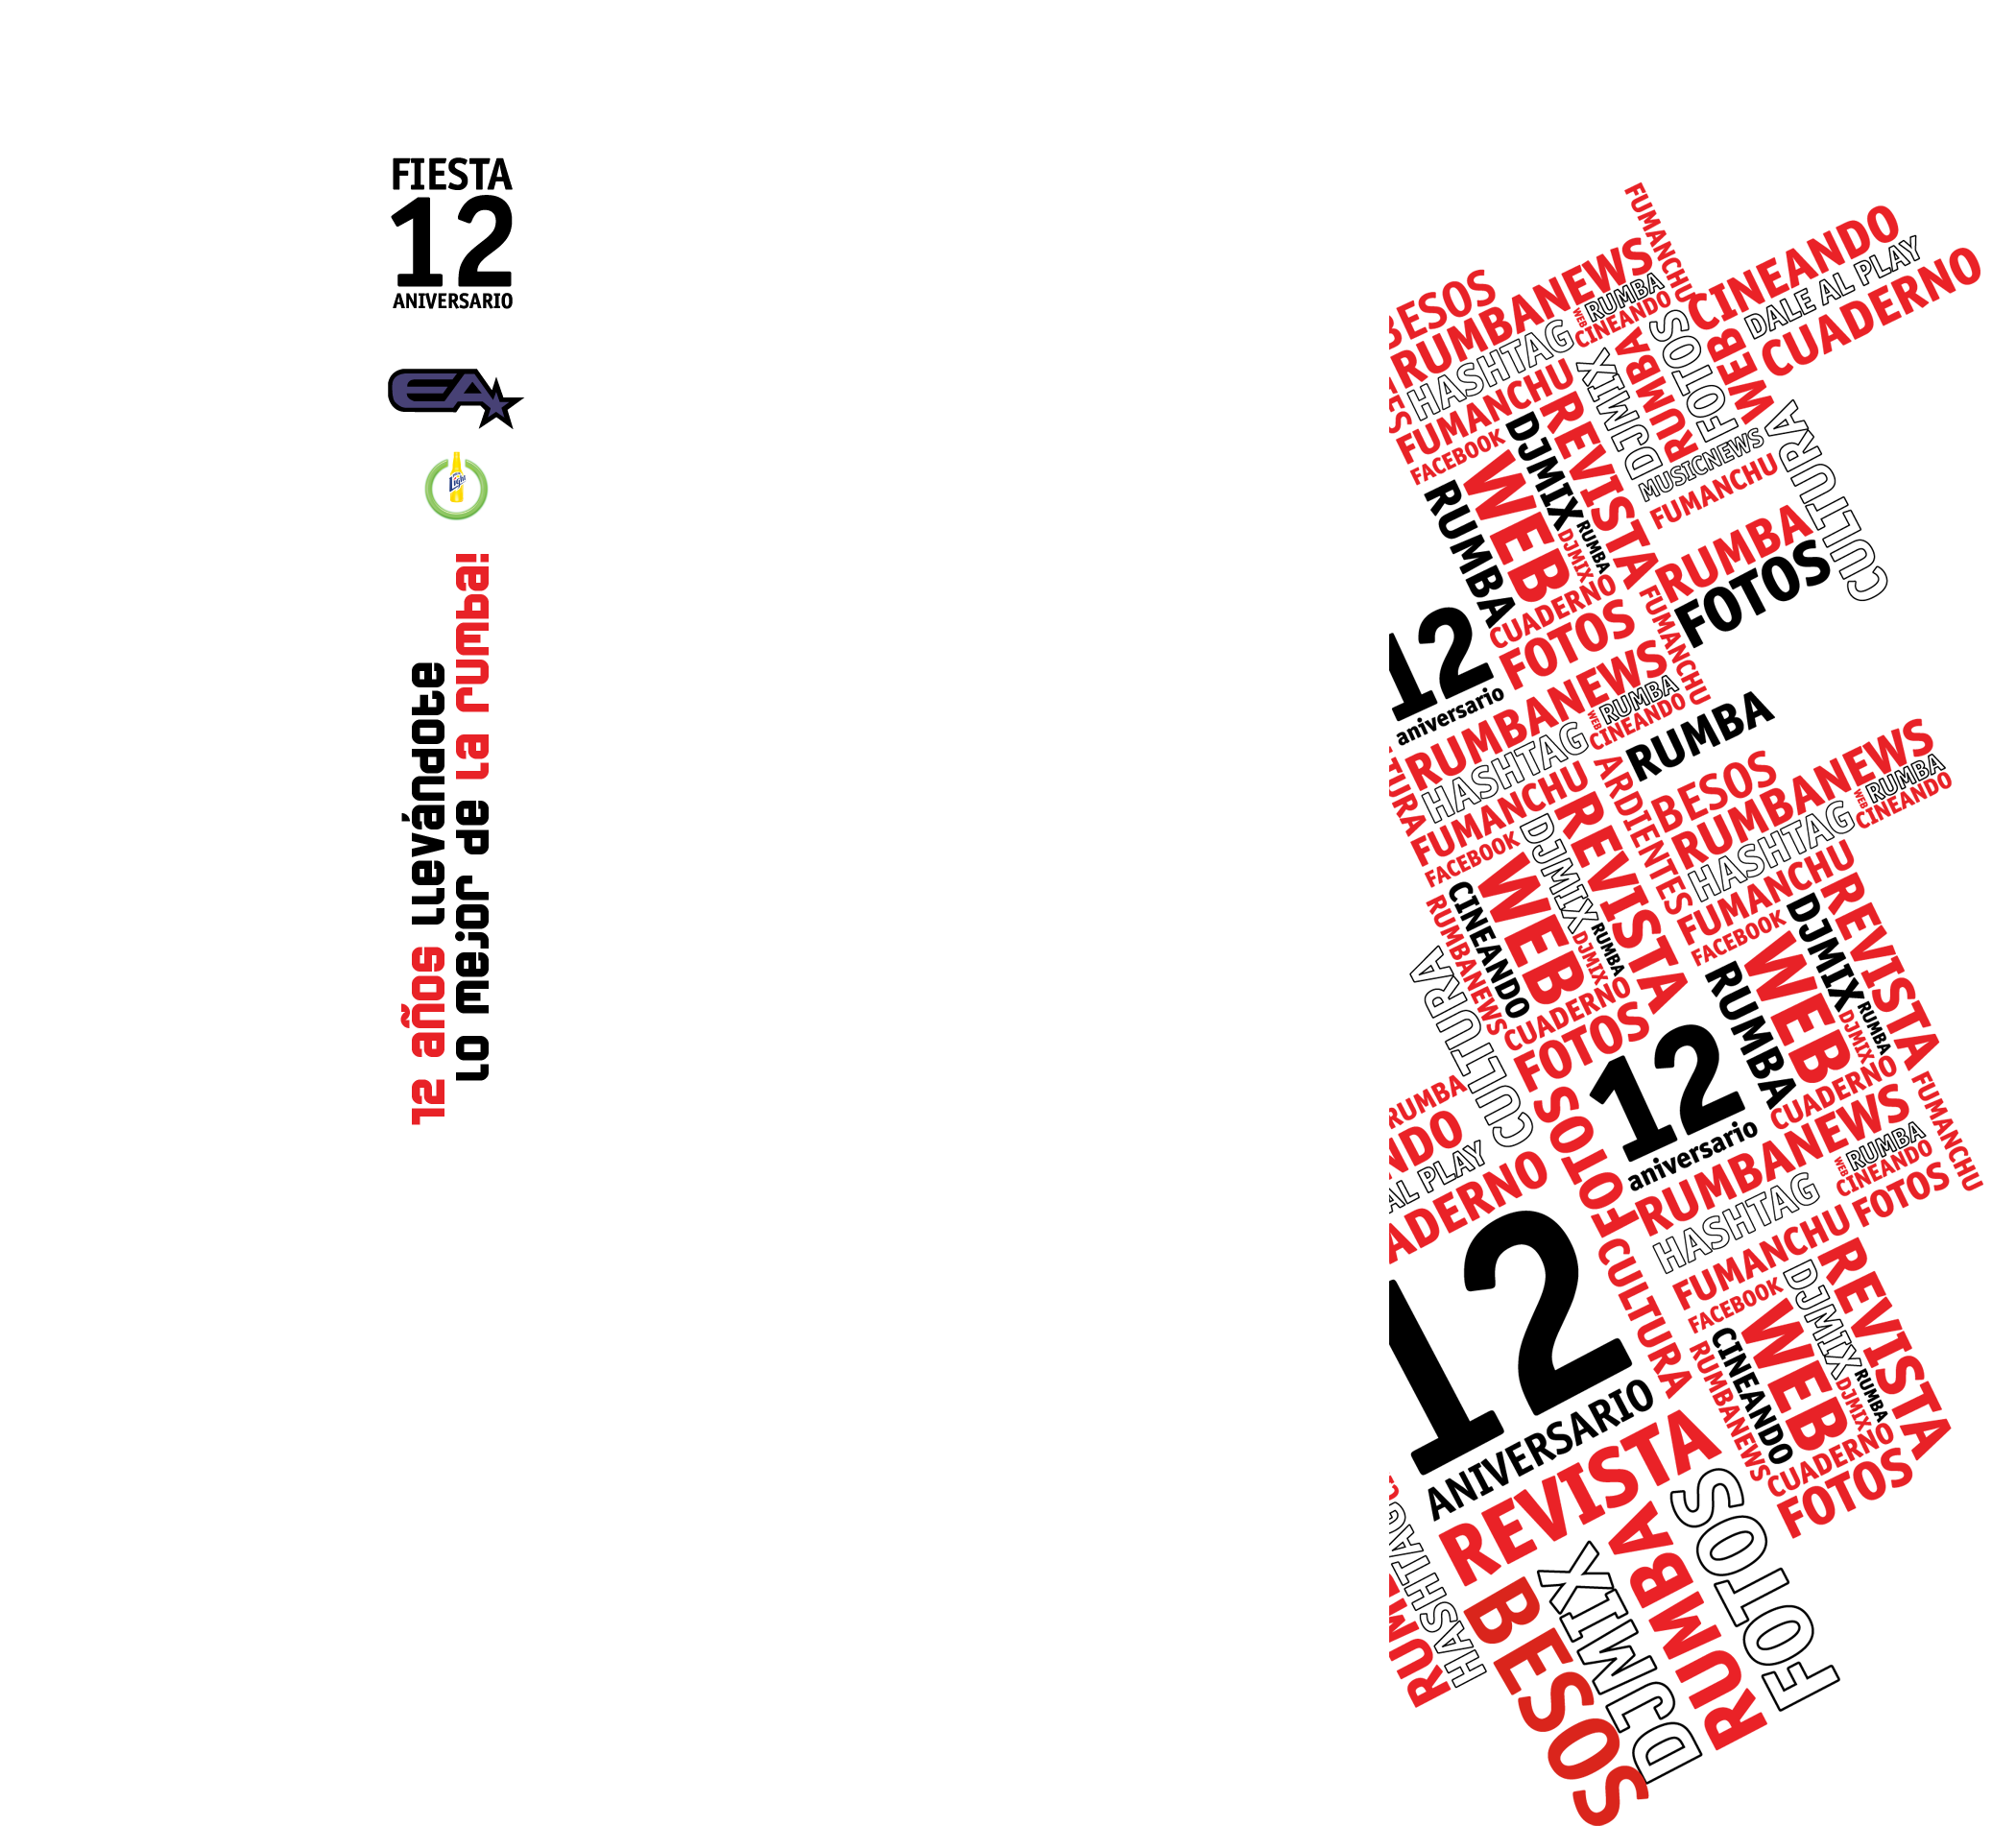 FIESTA
12
ANIVERSARIO
EA
Light
12 años llevándote
lo mejor de la rumba!
FUMANCHU
CINEANDO
DALE AL PLAY
CUADERNO
BESOS
RUMBANEWS
RUMBA
WEB
CINEANDO
HASHTAG
FUMANCHU
FACEBOOK
DJMIX
REVISTA
DJMIX
RUMBA
FOTOS
WEB
MUSICNEWS
FUMANCHU
CULTURA
RUMBA
WEB
RUMBA
DJMIX
CUADERNO
FOTOS
RUMBA
FOTOS
FUMANCHU
12
aniversario
RUMBANEWS
RUMBA
WEB
CINEANDO
HASHTAG
RUMBA
FUMANCHU
FACEBOOK
DJMIX
REVISTA
ARDIENTES
BESOS
RUMBANEWS
RUMBA
WEB
CINEANDO
HASHTAG
FUMANCHU
FACEBOOK
DJMIX
REVISTA
RUMBANEWS
CINEANDO
WEB
RUMBA
DJMIX
CUADERNO
FOTOS
CULTURA
RUMBA
WEB
RUMBA
DJMIX
CUADERNO
12
aniversario
RUMBA
NDO
AL PLAY
ADERNO
FOTOS
CULTURA
RUMBANEWS
RUMBA
WEB
CINEANDO
FOTOS
FUMANCHU
HASHTAG
FUMANCHU
FACEBOOK
DJMIX
REVISTA
RUMBANEWS
CINEANDO
WEB
RUMBA
DJMIX
CUADERNO
FOTOS
12
ANIVERSARIO
REVISTA
HASHTAG
BESOS
DJMIX
RUMBA
FOTOS